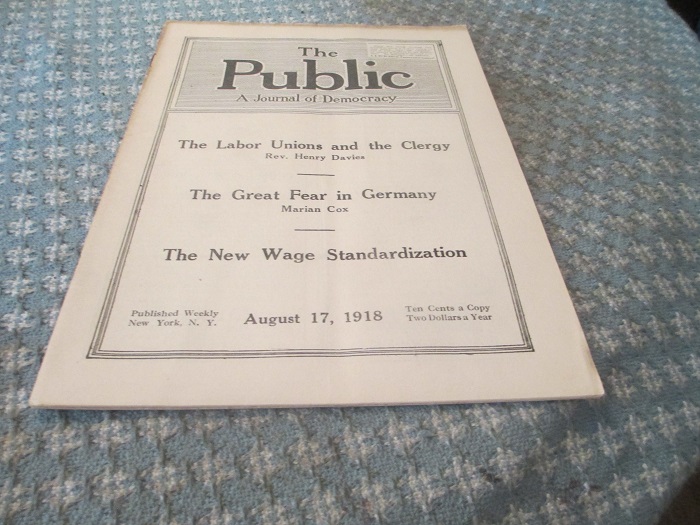 The
Public
A Journal of Democracy
The Labor Unions and the Clergy
Rev. Henry Davies
The Great Fear in Germany
Marian Cox
The New Wage Standardization
Published Weekly
New York, N. Y.
August 17, 1918
Ten Cents a Copy
Two Dollars a Year